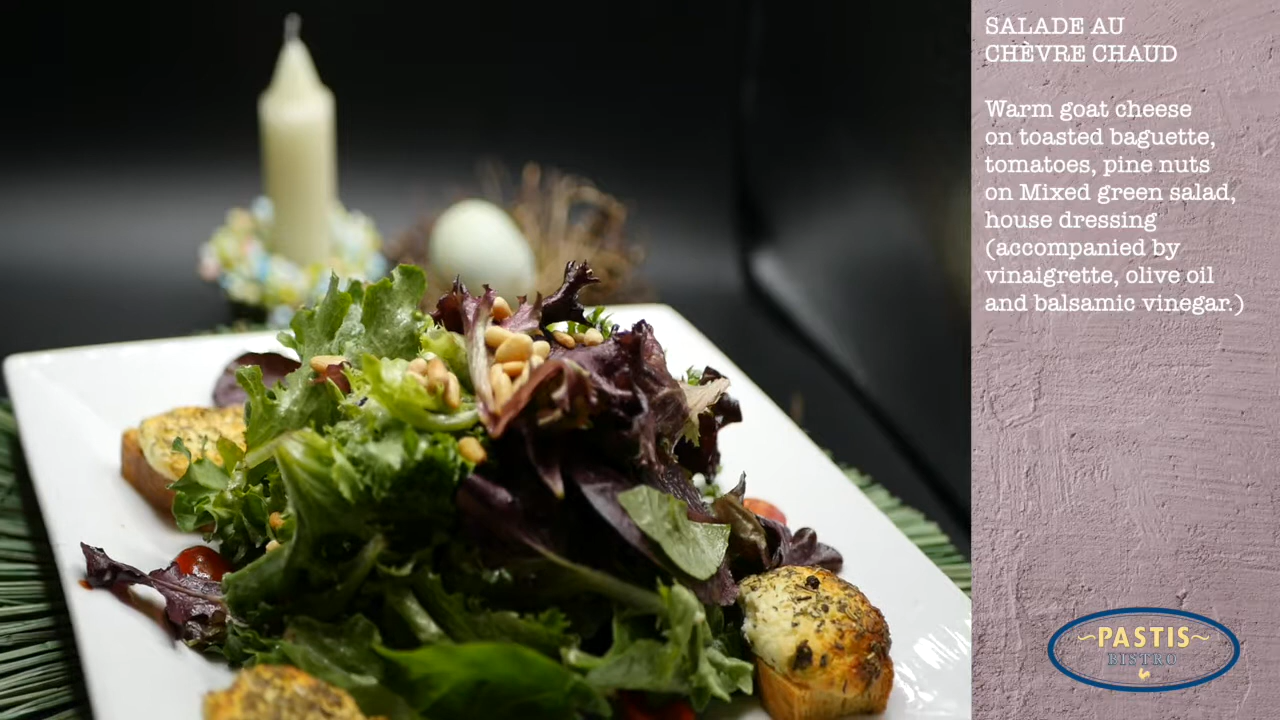 SALADE AU
CHÈVRE CHAUD
Warm goat cheese
on toasted baguette,
tomatoes, pine nuts
on Mixed green salad,
house dressing
(accompanied by
vinaigrette, olive oil
and balsamic vinegar.)
~PASTIS~
BISTRO